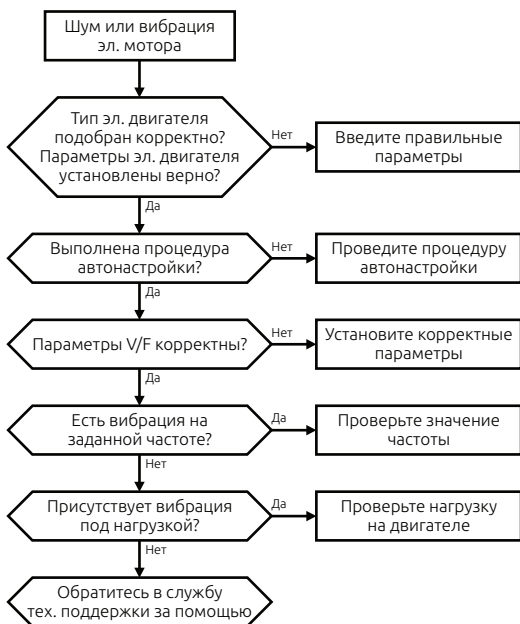 Шум или вибрация
эл. мотора
Тип эл. двигателя
подобран корректно?
Параметры эл. двигателя
установлены верно?
Нет
Введите правильные
параметры
Да
Выполнена процедура
автонастройки?
Нет
Проведите процедуру
автонастройки
Да
Параметры V/F корректны?
Нет
Установите корректные
параметры
Да
Есть вибрация на
заданной частоте?
Да
Проверьте значение
частоты
Нет
Присутствует вибрация
под нагрузкой?
Да
Проверьте нагрузку
на двигателе
Нет
Обратитесь в службу
тех. поддержки за помощью